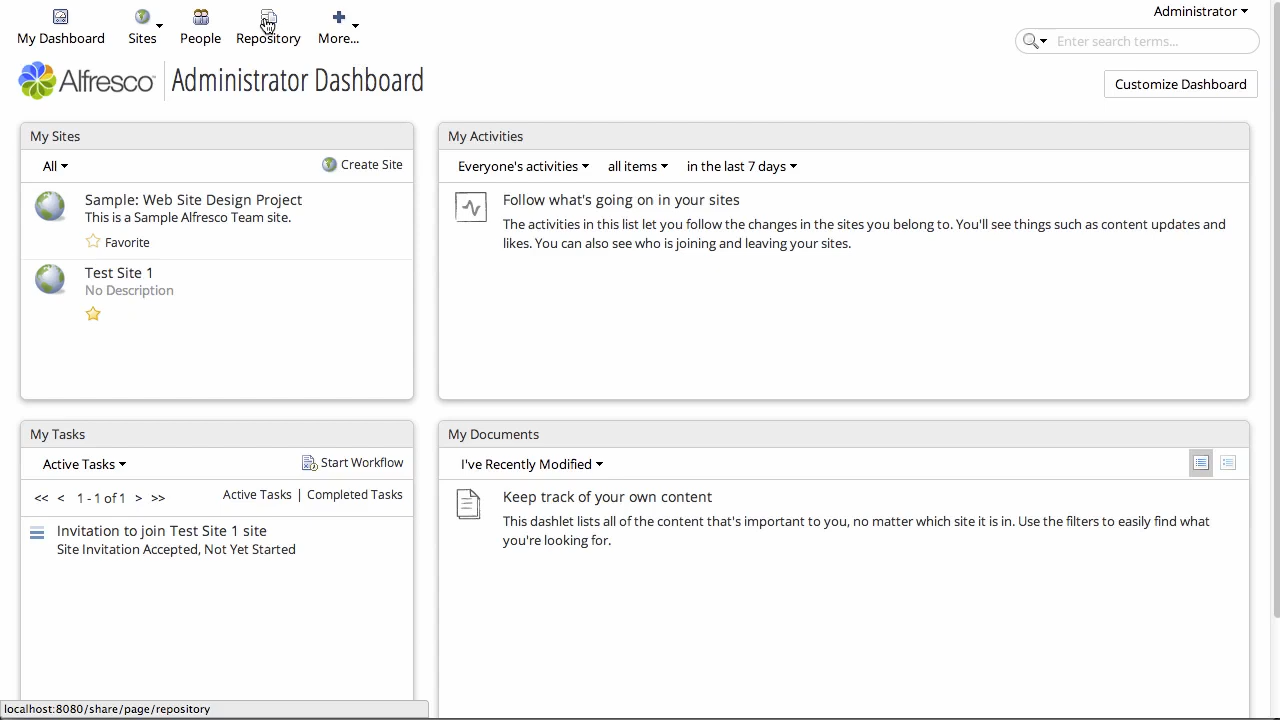 Administrator
My Dashboard
Sites
People
Repository
More...
Enter search terms...
Alfresco
Administrator Dashboard
Customize Dashboard
My Sites
All
Create Site
Sample: Web Site Design Project
This is a Sample Alfresco Team site.
Favorite
Test Site 1
No Description
My Activities
Everyone's activities
all items
in the last 7 days
Follow what's going on in your sites
The activities in this list let you follow the changes in the sites you belong to. You'll see things such as content updates and
likes. You can also see who is joining and leaving your sites.
My Tasks
Active Tasks
Start Workflow
<< < 1 - 1 of 1 > >>
Active Tasks | Completed Tasks
Invitation to join Test Site 1 site
Site Invitation Accepted, Not Yet Started
My Documents
I've Recently Modified
Keep track of your own content
This dashlet lists all of the content that's important to you, no matter which site it is in. Use the filters to easily find what
you're looking for.
localhost:8080/share/page/repository